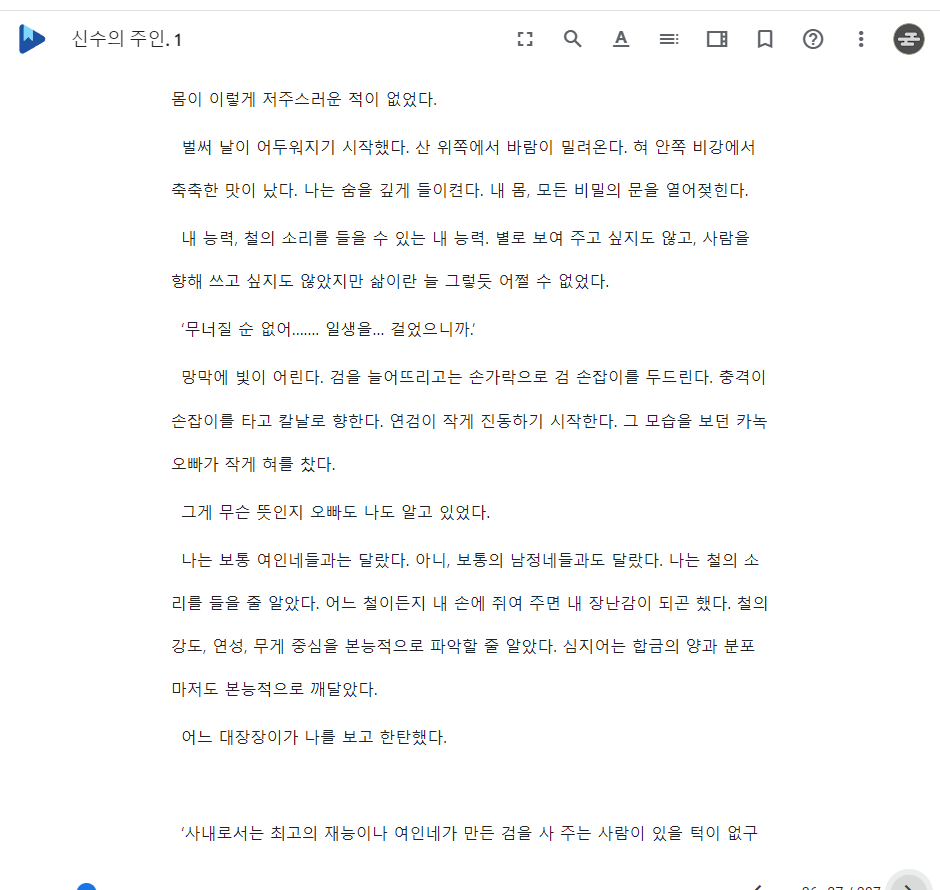 신수의 주인. 1
몸이 이렇게 저주스러운 적이 없었다.
벌써 날이 어두워지기 시작했다. 산 위쪽에서 바람이 밀려온다. 혀 안쪽 비강에서
축축한 맛이 났다. 나는 숨을 깊게 들이켠다. 내 몸, 모든 비밀의 문을 열어젖힌다.
내 능력, 철의 소리를 들을 수 있는 내 능력. 별로 보여 주고 싶지도 않고, 사람을
향해 쓰고 싶지도 않았지만 삶이란 늘 그렇듯 어쩔 수 없었다.
‘무너질 순 없어……. 일생을… 걸었으니까.’
망막에 빛이 어린다. 검을 늘어뜨리고는 손가락으로 검 손잡이를 두드린다. 충격이
손잡이를 타고 칼날로 향한다. 연검이 작게 진동하기 시작한다. 그 모습을 보던 카녹
오빠가 작게 혀를 찼다.
그게 무슨 뜻인지 오빠도 나도 알고 있었다.
나는 보통 여인네들과는 달랐다. 아니, 보통의 남정네들과도 달랐다. 나는 철의 소
리를 들을 줄 알았다. 어느 철이든지 내 손에 쥐여 주면 내 장난감이 되곤 했다. 철의
강도, 연성, 무게 중심을 본능적으로 파악할 줄 알았다. 심지어는 합금의 양과 분포
마저도 본능적으로 깨달았다.
어느 대장장이가 나를 보고 한탄했다.
‘사내로서는 최고의 재능이나 여인네가 만든 검을 사 주는 사람이 있을 턱이 없구